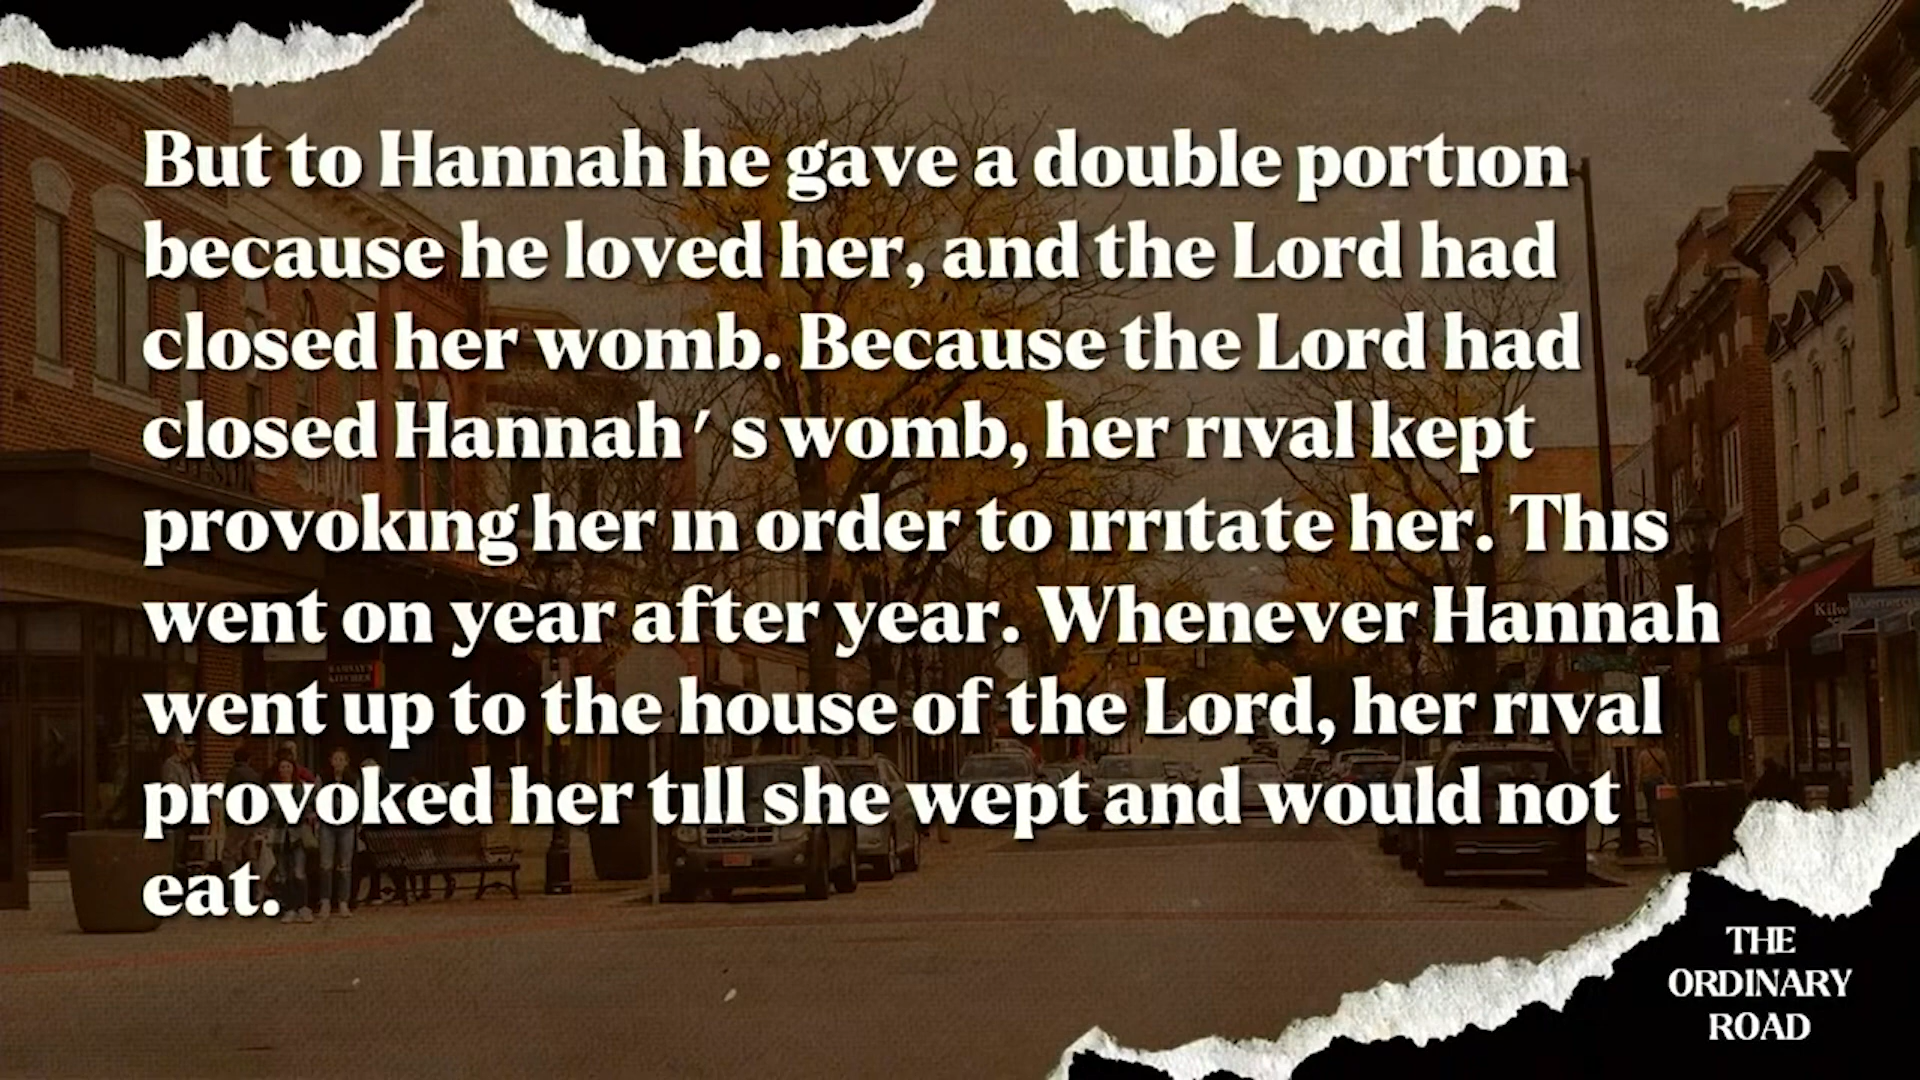 But to Hannah he gave a double portion
because he loved her, and the Lord had
closed her womb. Because the Lord had
closed Hannah's womb, her rival kept
provoking her in order to irritate her. This
went on year after year. Whenever Hannah
went up to the house of the Lord, her rival
provoked her till she wept and would not
eat.
THE
ORDINARY
ROAD